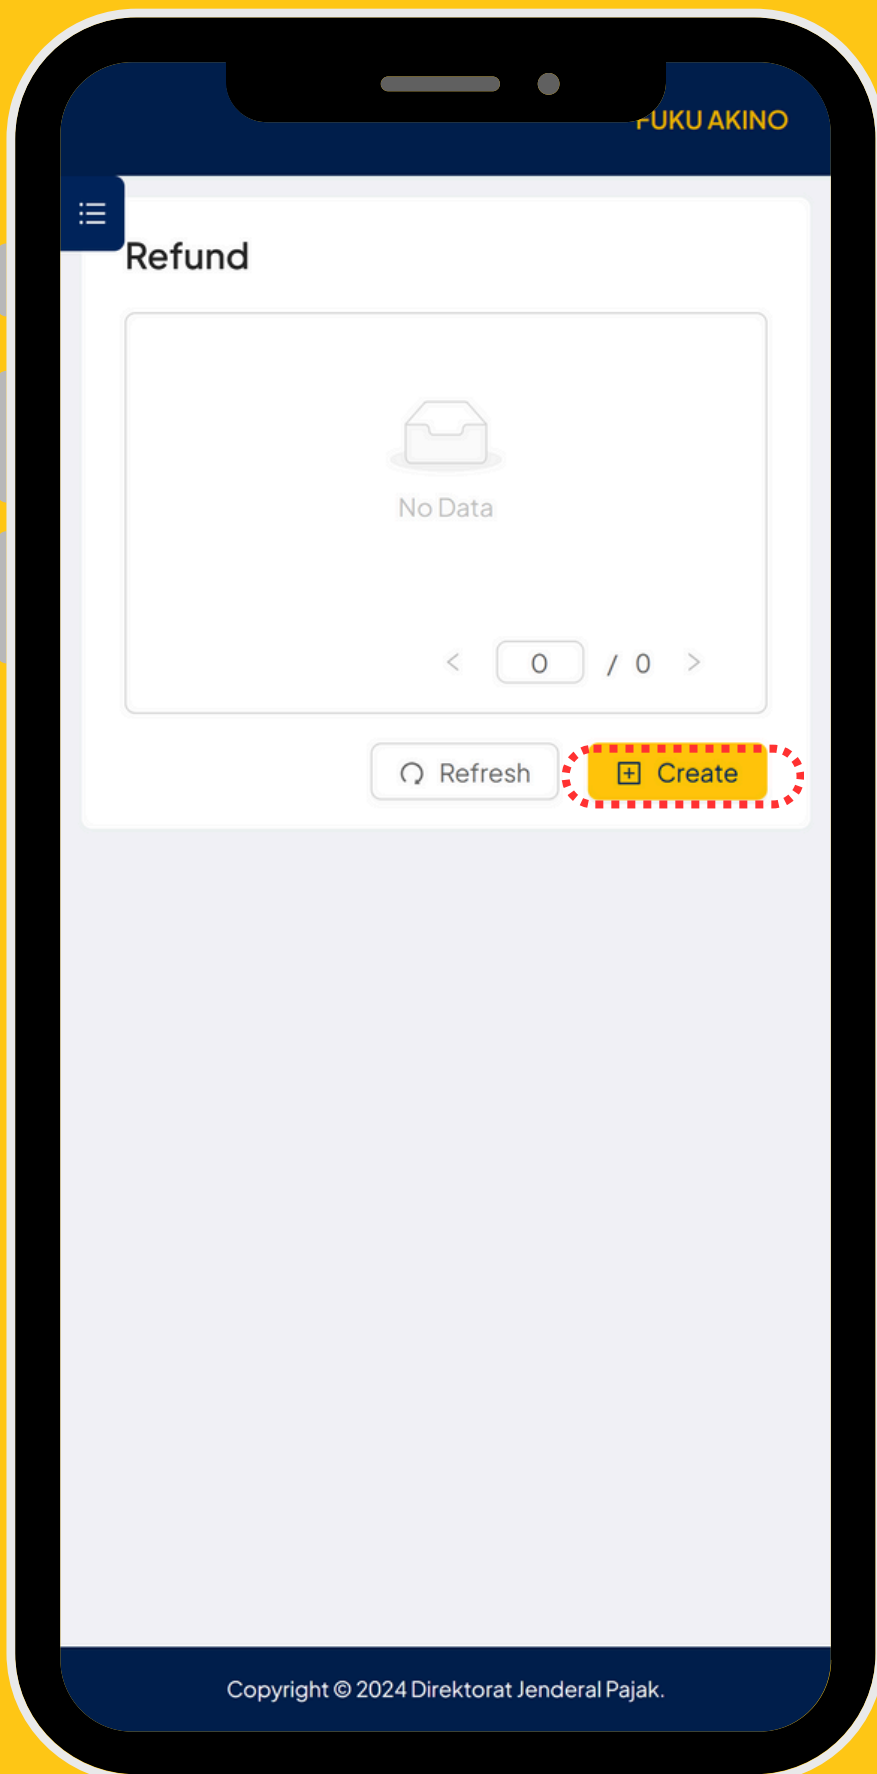 FUKU AKINO
Refund
No Data
< 0 / 0 >
Refresh
Create
Copyright © 2024 Direktorat Jenderal Pajak.